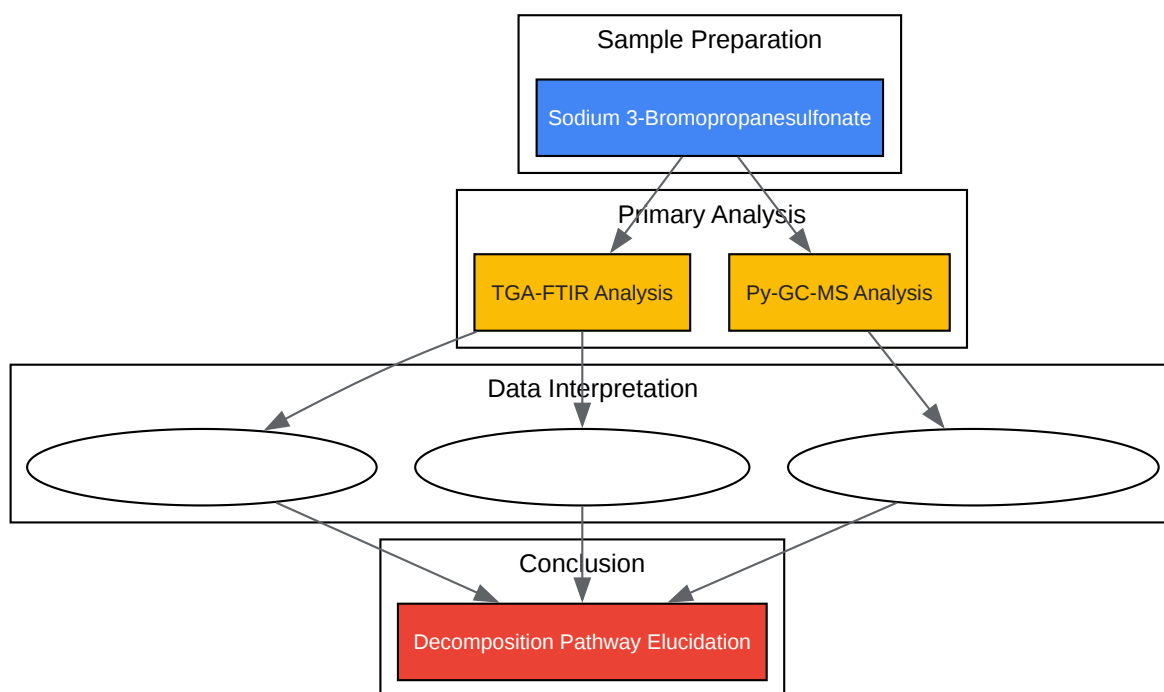 Sample Preparation
Sodium 3-Bromopropanesulfonate
Primary Analysis
TGA-FTIR Analysis
Py-GC-MS Analysis
Data Interpretation
Conclusion
Decomposition Pathway Elucidation